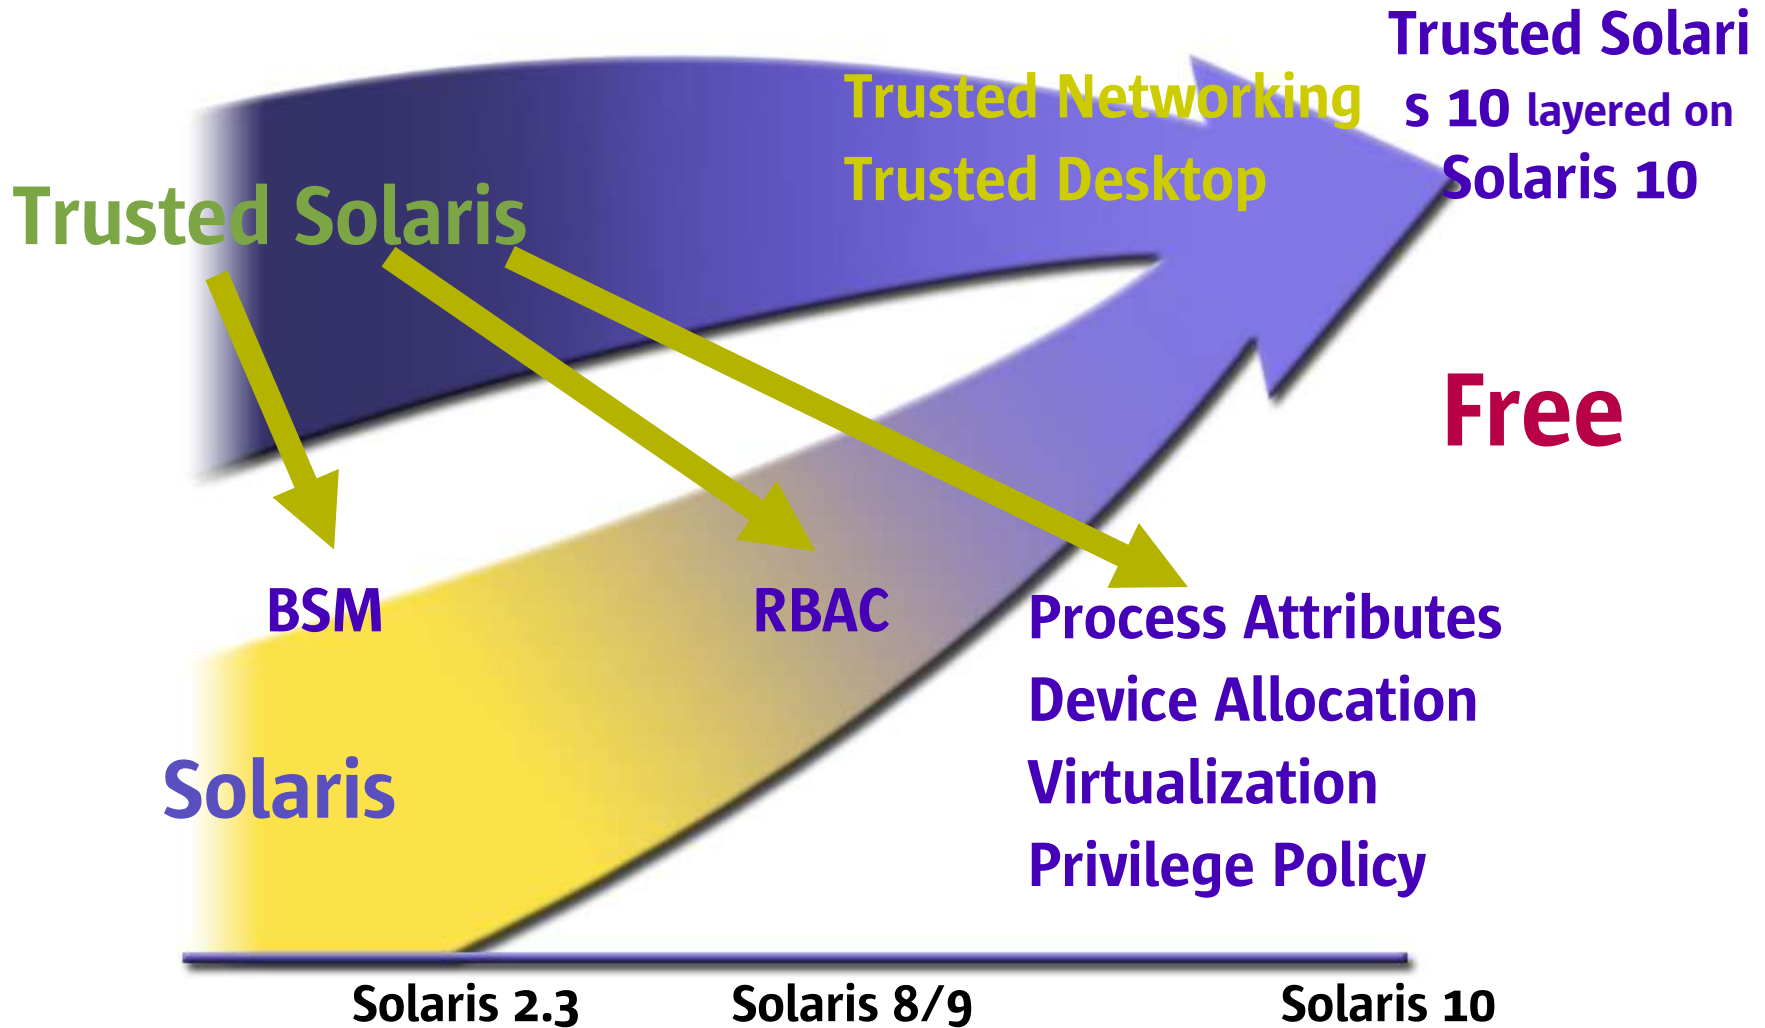 Trusted Solari
s 10 layered on
Solaris 10
Trusted Networking
Trusted Desktop
Trusted Solaris
Free
BSM
RBAC
Process Attributes
Device Allocation
Virtualization
Privilege Policy
Solaris
Solaris 2.3
Solaris 8/9
Solaris 10